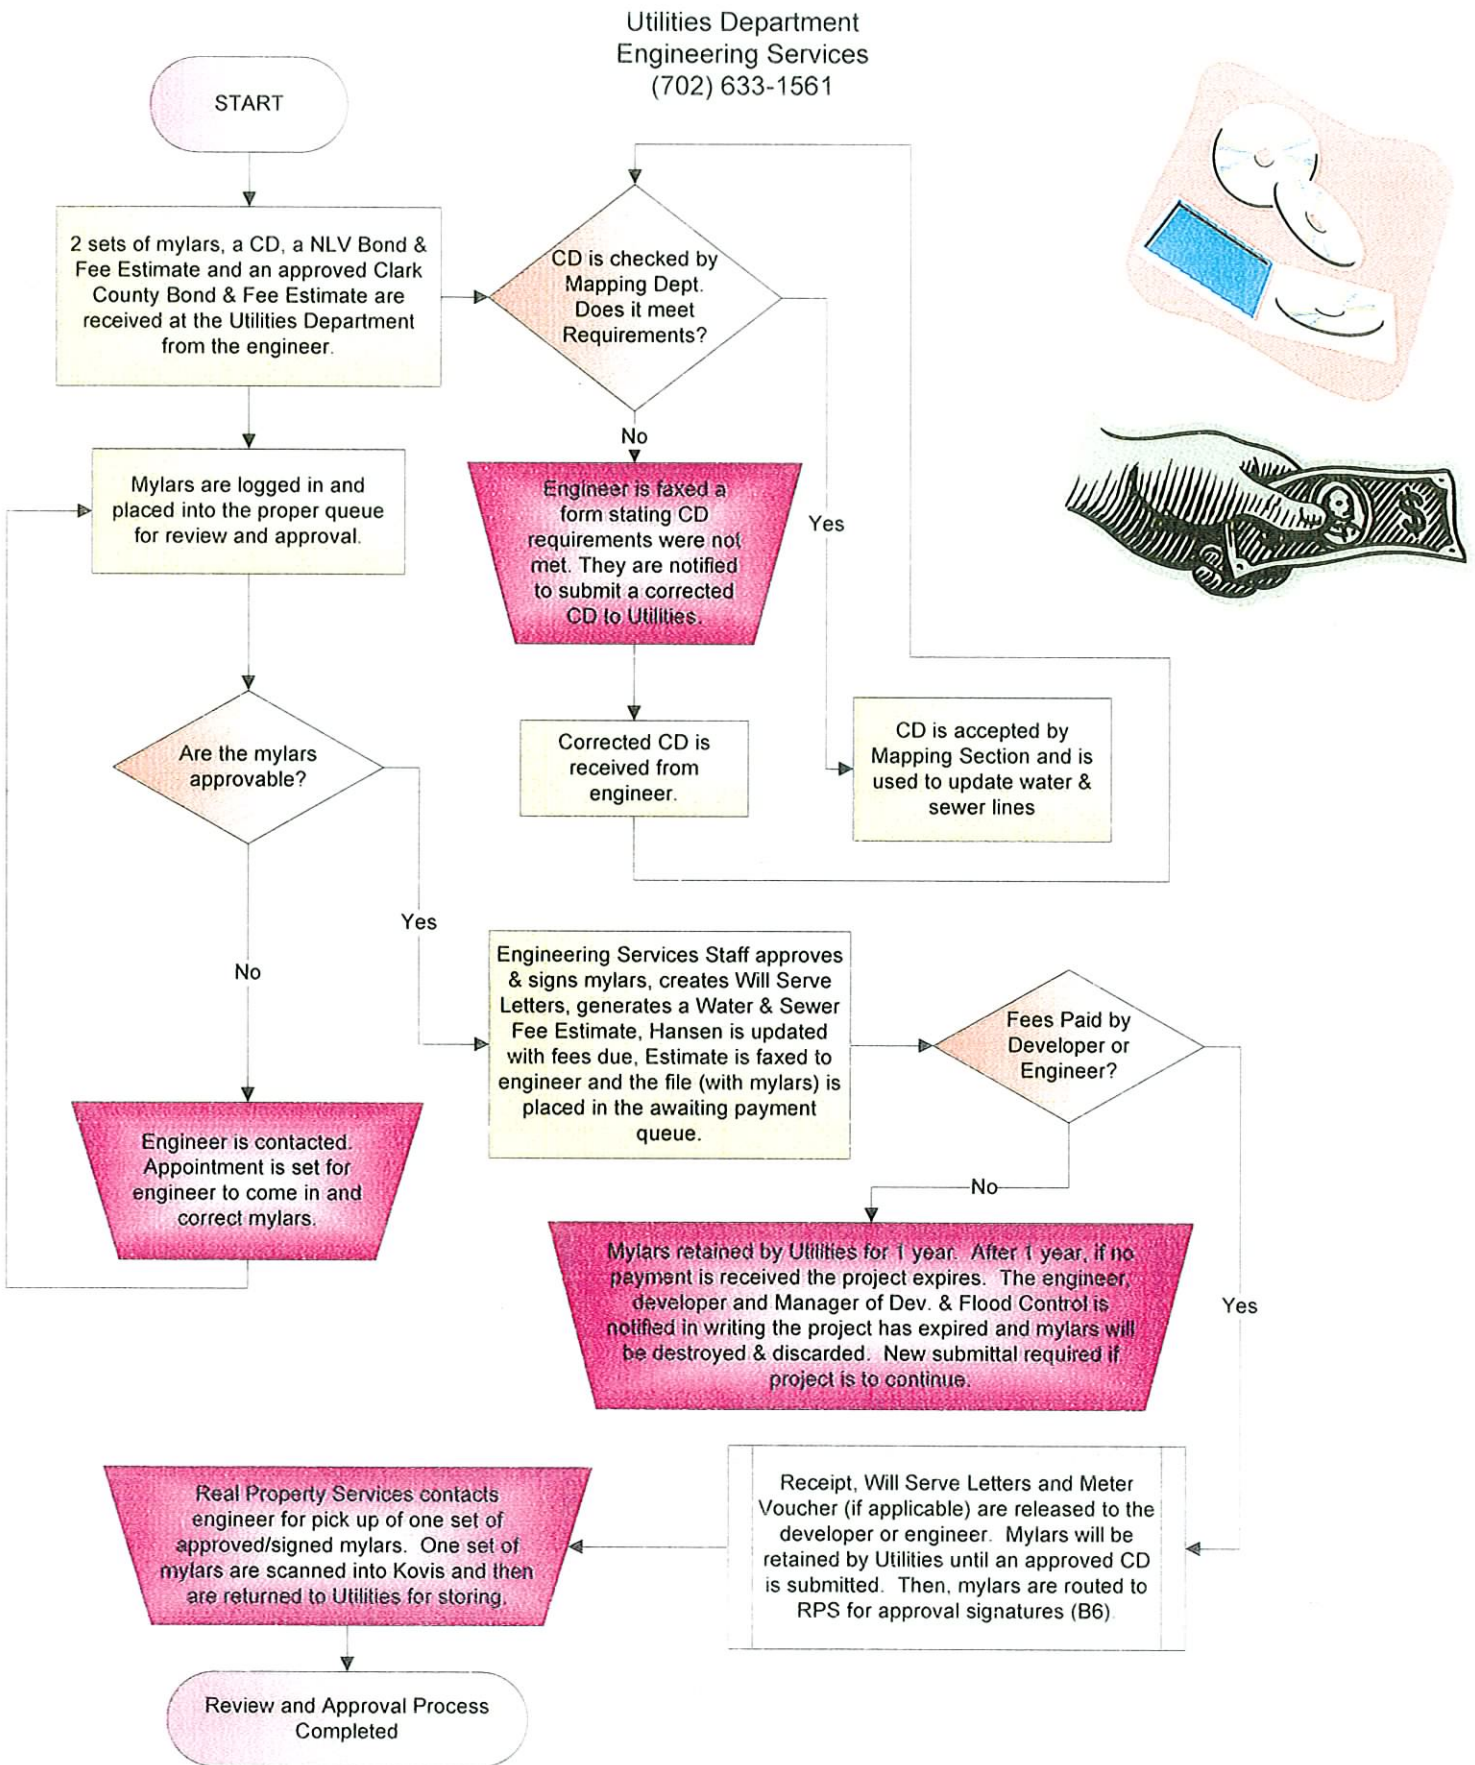 Utilities Department
Engineering Services
(702) 633-1561
START
2 sets of mylars, a CD, a NLV Bond &
Fee Estimate and an approved Clark
County Bond & Fee Estimate are
received at the Utilities Department
from the engineer.
CD is checked by
Mapping Dept.
Does it meet
Requirements?
No
Yes
Mylars are logged in and
placed into the proper queue
for review and approval.
Engineer is faxed a
form stating CD
requirements were not
met. They are notified
to submit a corrected
CD to Utilities.
Corrected CD is
received from
engineer.
CD is accepted by
Mapping Section and is
used to update water &
sewer lines
Are the mylars
approvable?
Yes
No
Engineering Services Staff approves
& signs mylars, creates Will Serve
Letters, generates a Water & Sewer
Fee Estimate, Hansen is updated
with fees due, Estimate is faxed to
engineer and the file (with mylars) is
placed in the awaiting payment
queue.
Fees Paid by
Developer or
Engineer?
Engineer is contacted.
Appointment is set for
engineer to come in and
correct mylars.
No
Yes
Mylars retained by Utilities for 1 year. After 1 year, if no
payment is received the project expires. The engineer,
developer and Manager of Dev. & Flood Control is
notified in writing the project has expired and mylars will
be destroyed & discarded. New submittal required if
project is to continue.
Receipt, Will Serve Letters and Meter
Voucher (if applicable) are released to the
developer or engineer. Mylars will be
retained by Utilities until an approved CD
is submitted. Then, mylars are routed to
RPS for approval signatures (B6).
Real Property Services contacts
engineer for pick up of one set of
approved/signed mylars. One set of
mylars are scanned into Kovis and then
are returned to Utilities for storing.
Review and Approval Process
Completed
$